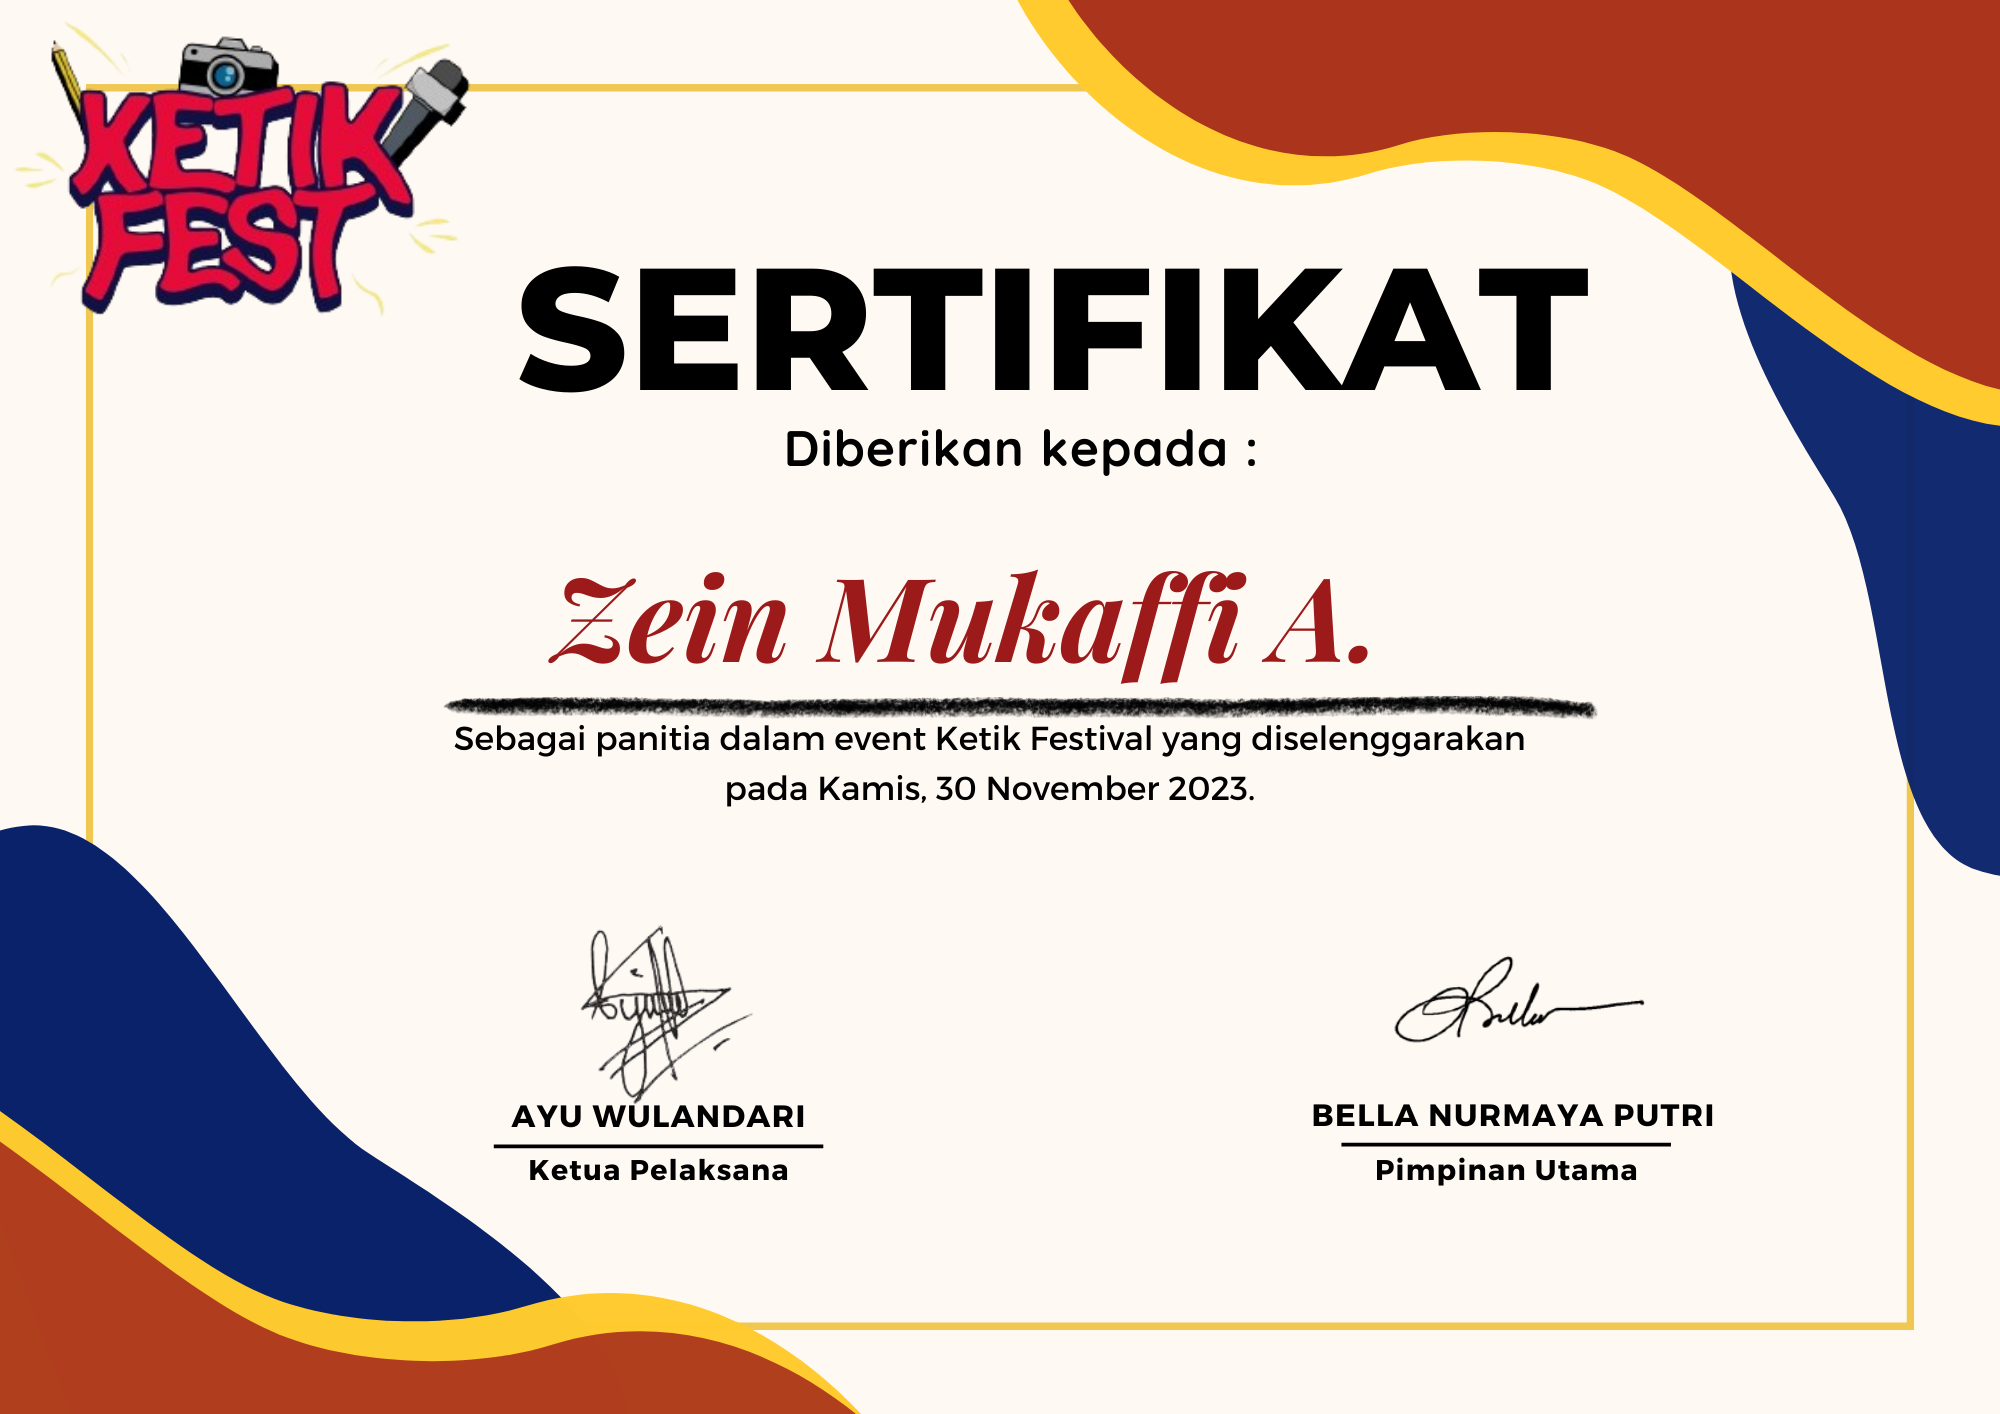 KETIK
FEST
SERTIFIKAT
Diberikan kepada :
Zein Mukaffi A.
Sebagai panitia dalam event Ketik Festival yang diselenggarakan
pada Kamis, 30 November 2023.
AYU WULANDARI
Ketua Pelaksana
BELLA NURMAYA PUTRI
Pimpinan Utama